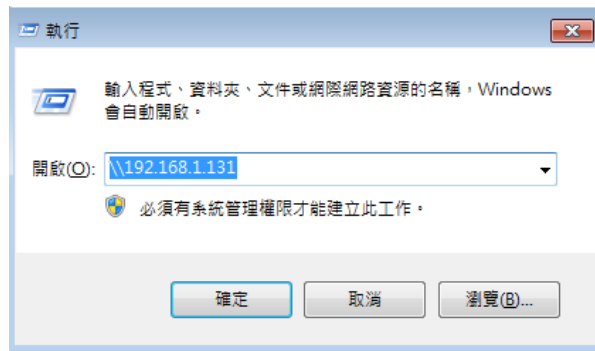 執行
輸入程式、資料夾、文件或網際網路資源的名稱，Windows
會自動開啟。
開啟(O): \\192.168.1.131
必須有系統管理權限才能建立此工作。
確定 取消 瀏覽(B)...